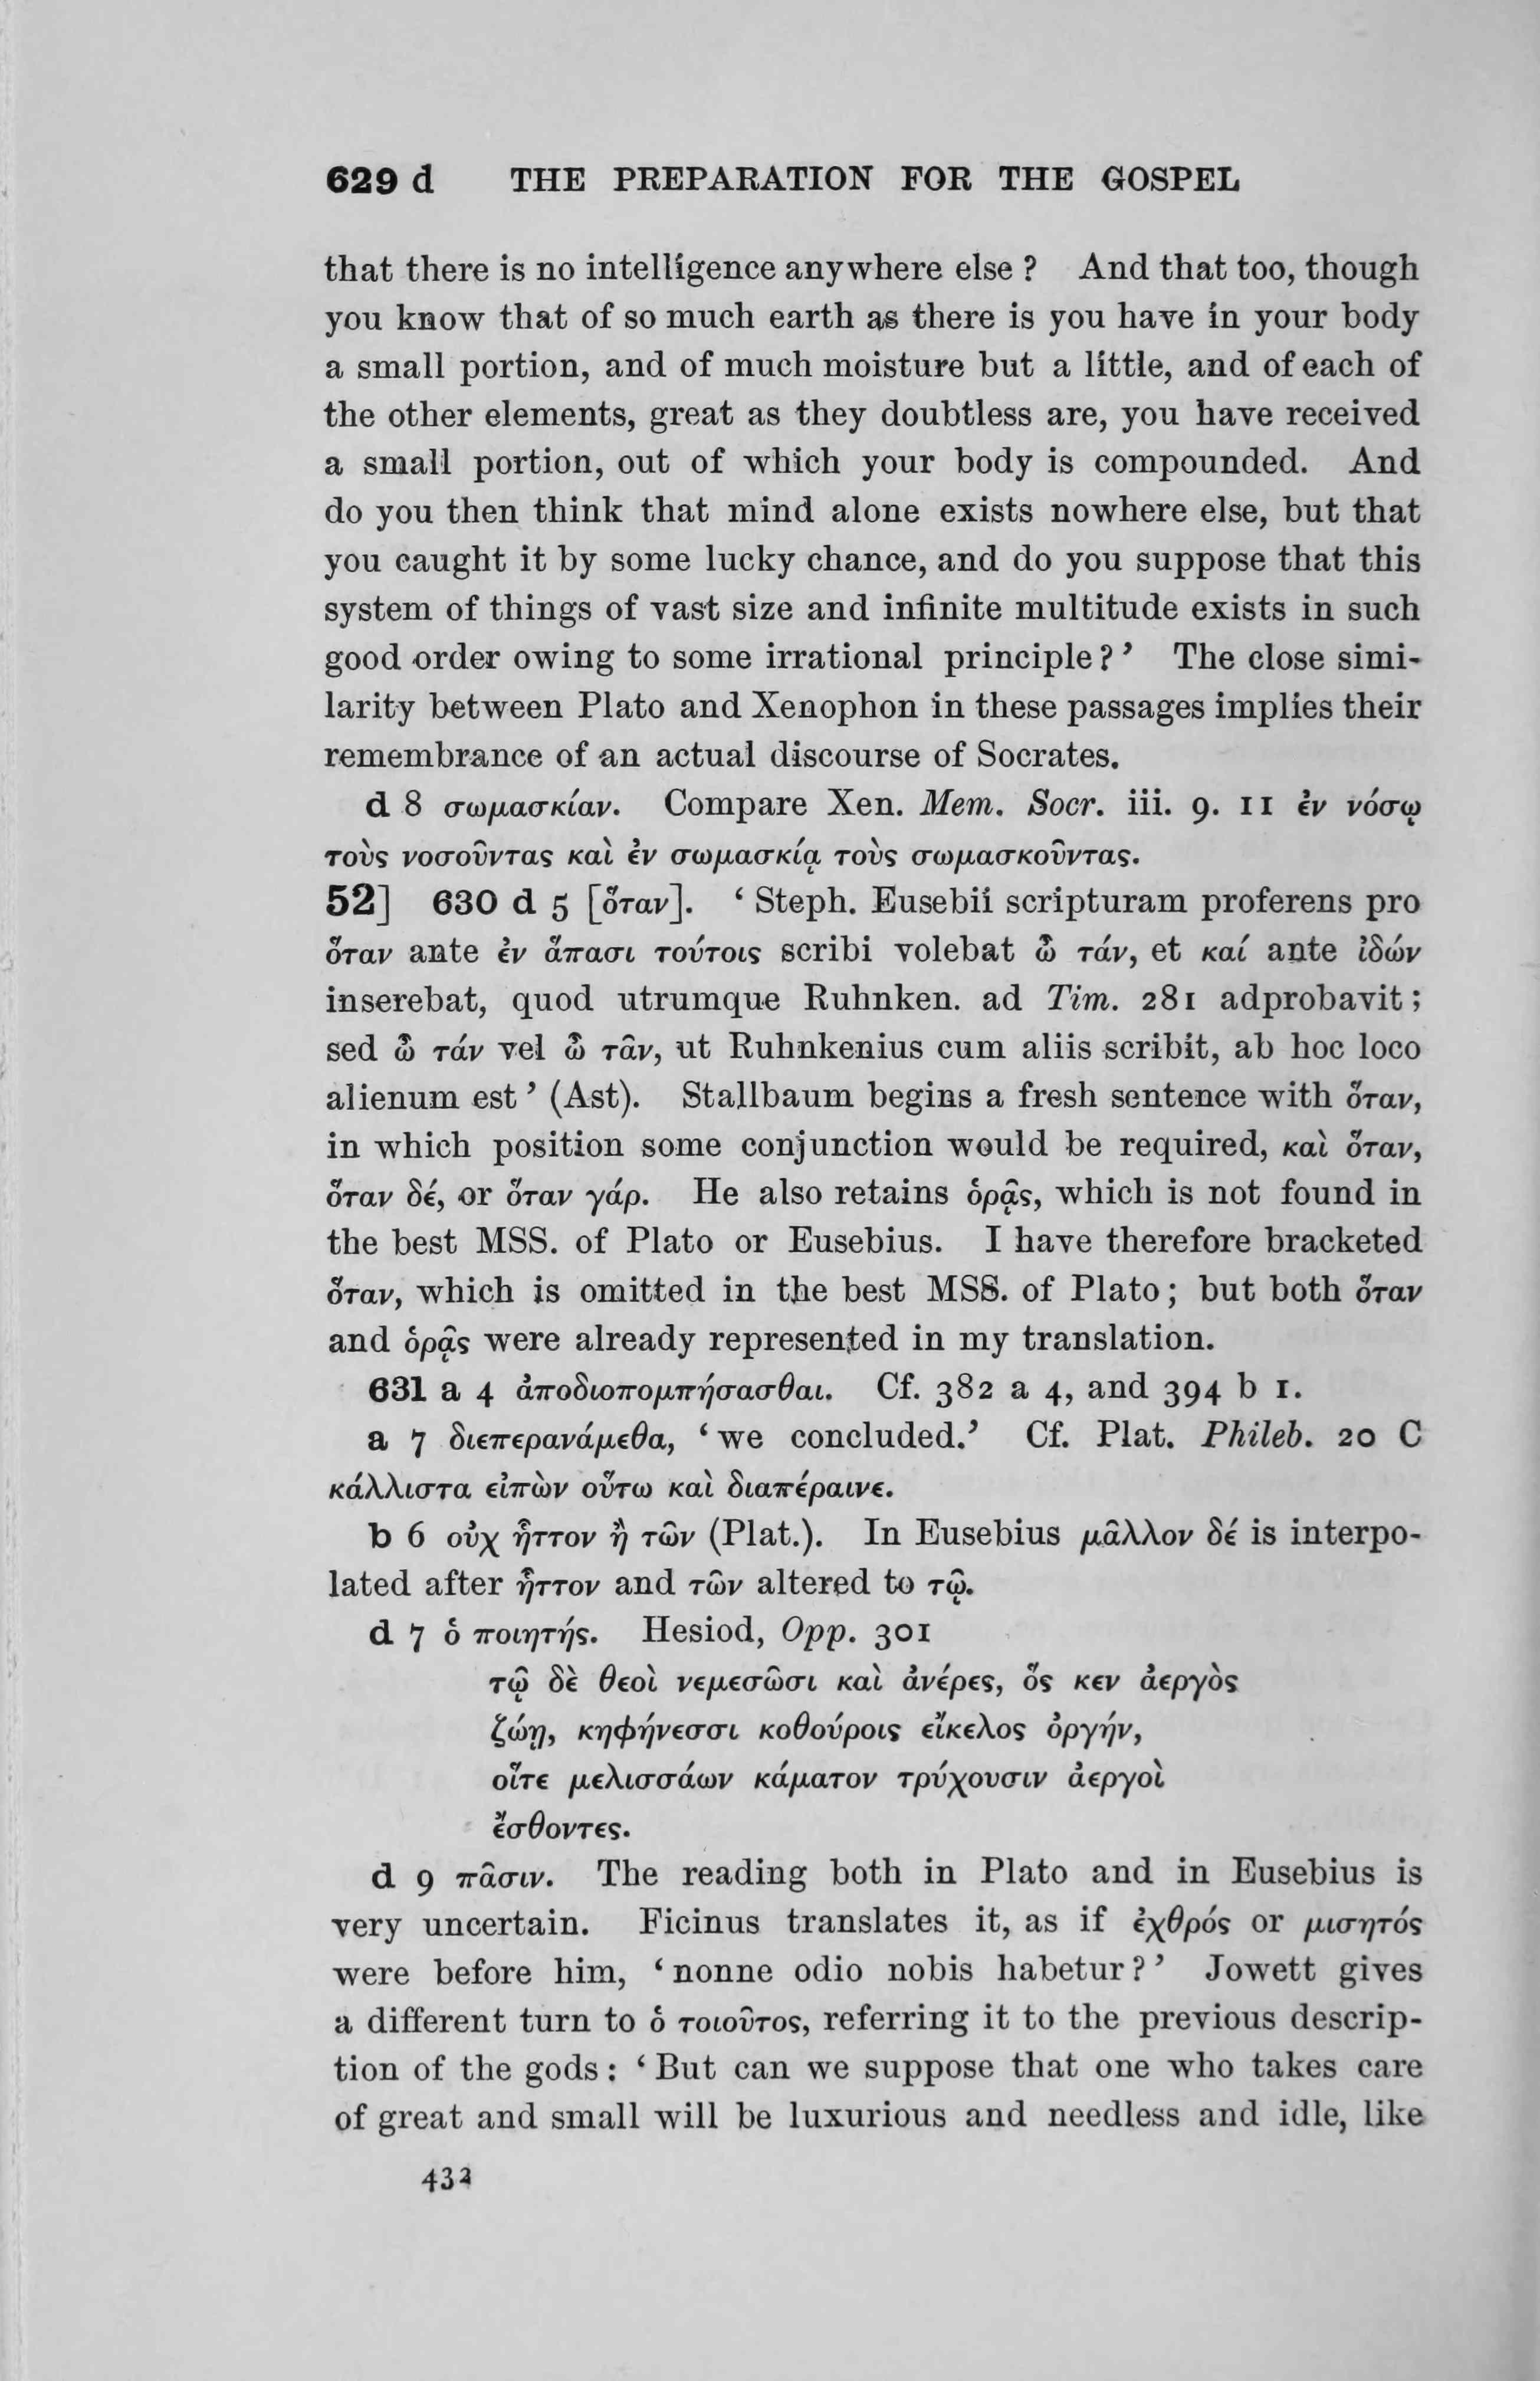 629 d THE PREPARATION FOR THE GOSPEL
that there is no intelligence anywhere else ? And that too, though
you know that of so much earth as there is you have in your body
a small portion, and of much moisture but a little, and of each of
the other elements, great as they doubtless are, you have received
a small portion, out of which your body is compounded. And
do you then think that mind alone exists nowhere else, but that
you caught it by some lucky chance, and do you suppose that this
system of things of vast size and infinite multitude exists in such
good order owing to some irrational principle ? ’ The close simi-
larity between Plato and Xenophon in these passages implies their
remembrance of an actual discourse of Socrates.
d 8 σωμασκίαν. Compare Xen. Mem. Socr. iii. 9. 11 ἐν νόσῳ
τοὺς νοσοῦντας καὶ ἐν σωμασκίᾳ τοὺς σωμασκοῦντας.
52] 630 d 5 [ὅταν]. ‘ Steph. Eusebii scripturam proferens pro
ὅταν ante ἐν ἅπασι τούτοις scribi volebat ὦ τάν, et καί ante ἰδών
inserebat, quod utrumque Ruhnken. ad Tim. 281 adprobavit ;
sed ὦ τάν vel ὦ τᾶν, ut Ruhnkenius cum aliis scribit, ab hoc loco
alienum est ’ (Ast). Stallbaum begins a fresh sentence with ὅταν,
in which position some conjunction would be required, καὶ ὅταν,
ὅταν δέ, or ὅταν γάρ. He also retains ὁρᾷς, which is not found in
the best MSS. of Plato or Eusebius. I have therefore bracketed
ὅταν, which is omitted in the best MSS. of Plato ; but both ὅταν
and ὁρᾷς were already represented in my translation.
631 a 4 ἀποδιοπομπήσασθαι. Cf. 382 a 4, and 394 b 1.
a 7 διεπερανάμεθα, ‘ we concluded.’ Cf. Plat. Phileb. 20 C
κάλλιστα εἰπὼν οὕτω καὶ διαπέραινε.
b 6 οὐχ ἧττον ἢ τῶν (Plat.). In Eusebius μᾶλλον δέ is interpo-
lated after ἧττον and τῶν altered to τῷ.
d 7 ὁ ποιητής. Hesiod, Opp. 301
τῷ δὲ θεοὶ νεμεσῶσι καὶ ἀνέρες, ὅς κεν ἀεργὸς
ζώῃ, κηφήνεσσι κοθούροις εἴκελος ὀργήν,
οἵτε μελισσάων κάματον τρύχουσιν ἀεργοὶ
ἔσθοντες.
d 9 πᾶσιν. The reading both in Plato and in Eusebius is
very uncertain. Ficinus translates it, as if ἐχθρός or μισητός
were before him, ‘ nonne odio nobis habetur ? ’ Jowett gives
a different turn to ὁ τοιοῦτος, referring it to the previous descrip-
tion of the gods : ‘ But can we suppose that one who takes care
of great and small will be luxurious and needless and idle, like
432